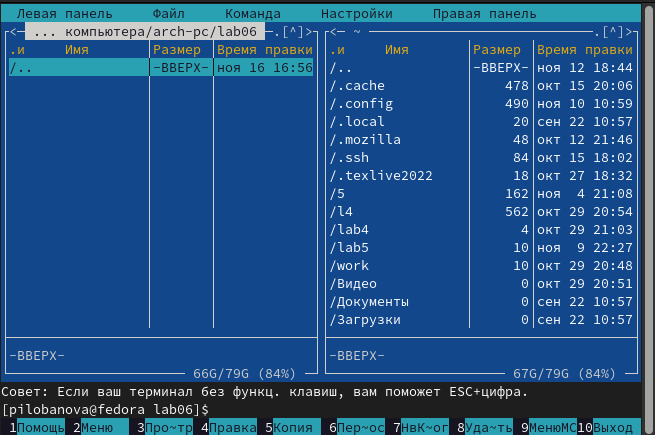 Левая панель Файл Команда Настройки Правая панель
<─ ... компьютера/arch-pc/lab06 ─.[^]>
.и Имя Размер Время правки
/.. -ВВЕРХ- ноя 16 16:56
-ВВЕРХ-
66G/79G (84%)
<─ ~ ─.[^]>
.и Имя Размер Время правки
/.. -ВВЕРХ- ноя 12 18:44
/.cache 478 окт 15 20:06
/.config 490 ноя 10 10:59
/.local 20 сен 22 10:57
/.mozilla 48 окт 12 21:46
/.ssh 84 окт 15 18:02
/.texlive2022 18 окт 27 18:32
/5 162 ноя 4 21:08
/l4 562 окт 29 20:54
/lab4 4 окт 29 21:03
/lab5 10 ноя 9 22:27
/work 10 окт 29 20:48
/Видео 0 окт 29 20:51
/Документы 0 сен 22 10:57
/Загрузки 0 сен 22 10:57
-ВВЕРХ-
67G/79G (84%)
Совет: Если ваш терминал без функц. клавиш, вам поможет ESC+цифра.
[pilobanova@fedora lab06]$
1Помощь 2Меню 3Про~тр 4Правка 5Копия 6Пер~ос 7НвК~ог 8Уда~ть 9МенюMC 10Выход